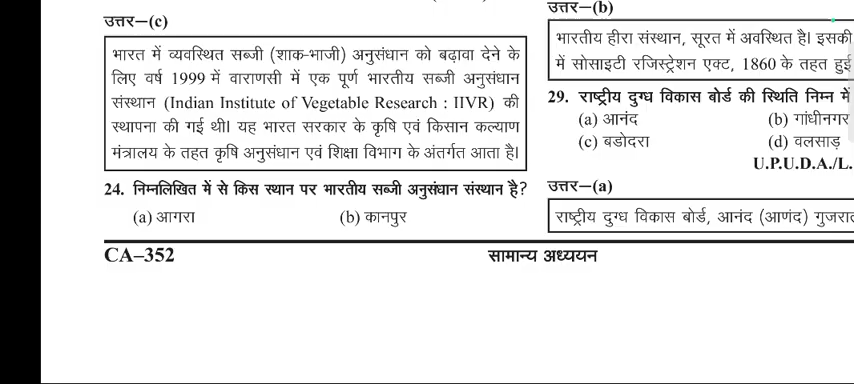 उत्तर–(c)
भारत में व्यवस्थित सब्जी (शाक-भाजी) अनुसंधान को बढ़ावा देने के
लिए वर्ष 1999 में वाराणसी में एक पूर्ण भारतीय सब्जी अनुसंधान
संस्थान (Indian Institute of Vegetable Research : IIVR) की
स्थापना की गई थी। यह भारत सरकार के कृषि एवं किसान कल्याण
मंत्रालय के तहत कृषि अनुसंधान एवं शिक्षा विभाग के अंतर्गत आता है।
24. निम्नलिखित में से किस स्थान पर भारतीय सब्जी अनुसंधान संस्थान है?
(a) आगरा (b) कानपुर
उत्तर–(b)
भारतीय हीरा संस्थान, सूरत में अवस्थित है। इसकी
में सोसाइटी रजिस्ट्रेशन एक्ट, 1860 के तहत हुई
29. राष्ट्रीय दुग्ध विकास बोर्ड की स्थिति निम्न में
(a) आनंद (b) गांधीनगर
(c) बडोदरा (d) वलसाड़
U.P.U.D.A./L.
उत्तर–(a)
राष्ट्रीय दुग्ध विकास बोर्ड, आनंद (आणंद) गुजरात
CA–352 सामान्य अध्ययन